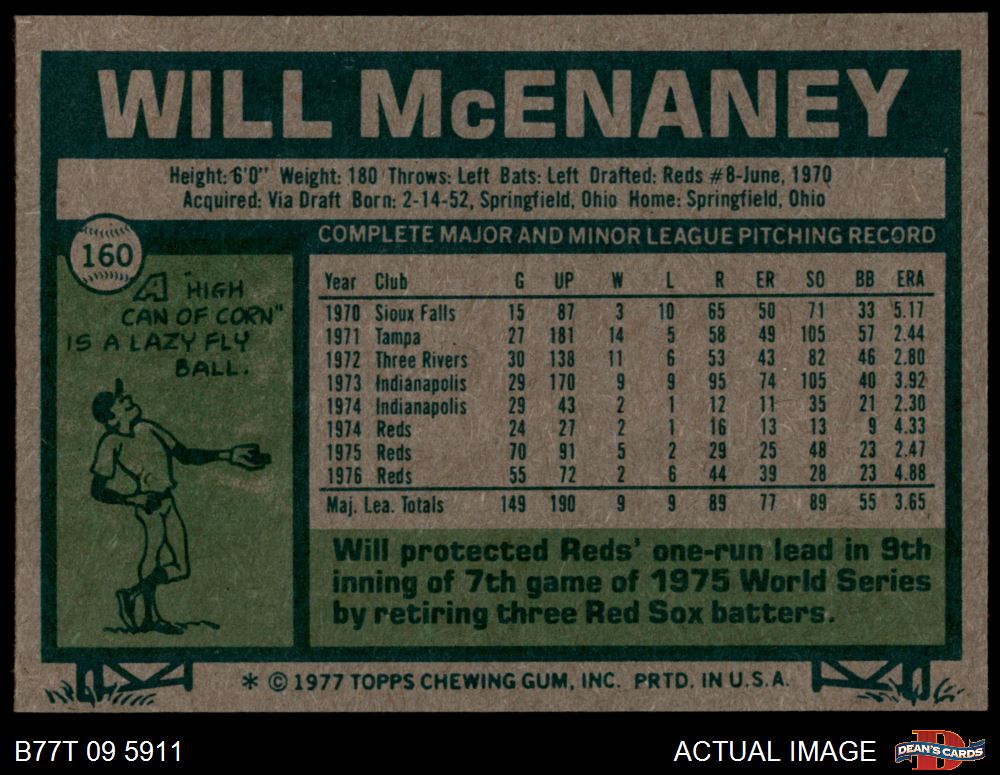 WILL McENANEY
Height: 6'0" Weight: 180 Throws: Left Bats: Left Drafted: Reds #8-June, 1970
Acquired: Via Draft Born: 2-14-52, Springfield, Ohio Home: Springfield, Ohio
160
A "HIGH
CAN OF CORN"
IS A LAZY FLY
BALL.
COMPLETE MAJOR AND MINOR LEAGUE PITCHING RECORD
Year Club G UP W L R ER SO BB ERA
1970 Sioux Falls 15 87 3 10 65 50 71 33 5.17
1971 Tampa 27 181 14 5 58 49 105 57 2.44
1972 Three Rivers 30 138 11 6 53 43 82 46 2.80
1973 Indianapolis 29 170 9 9 95 74 105 40 3.92
1974 Indianapolis 29 43 2 1 12 11 35 21 2.30
1974 Reds 24 27 2 1 16 13 13 9 4.33
1975 Reds 70 91 5 2 29 25 48 23 2.47
1976 Reds 55 72 2 6 44 39 28 23 4.88
Maj. Lea. Totals 149 190 9 9 89 77 89 55 3.65
Will protected Reds' one-run lead in 9th
inning of 7th game of 1975 World Series
by retiring three Red Sox batters.
* © 1977 TOPPS CHEWING GUM, INC. PRTD. IN U.S.A.
B77T 09 5911
ACTUAL IMAGE
DEAN'S CARDS